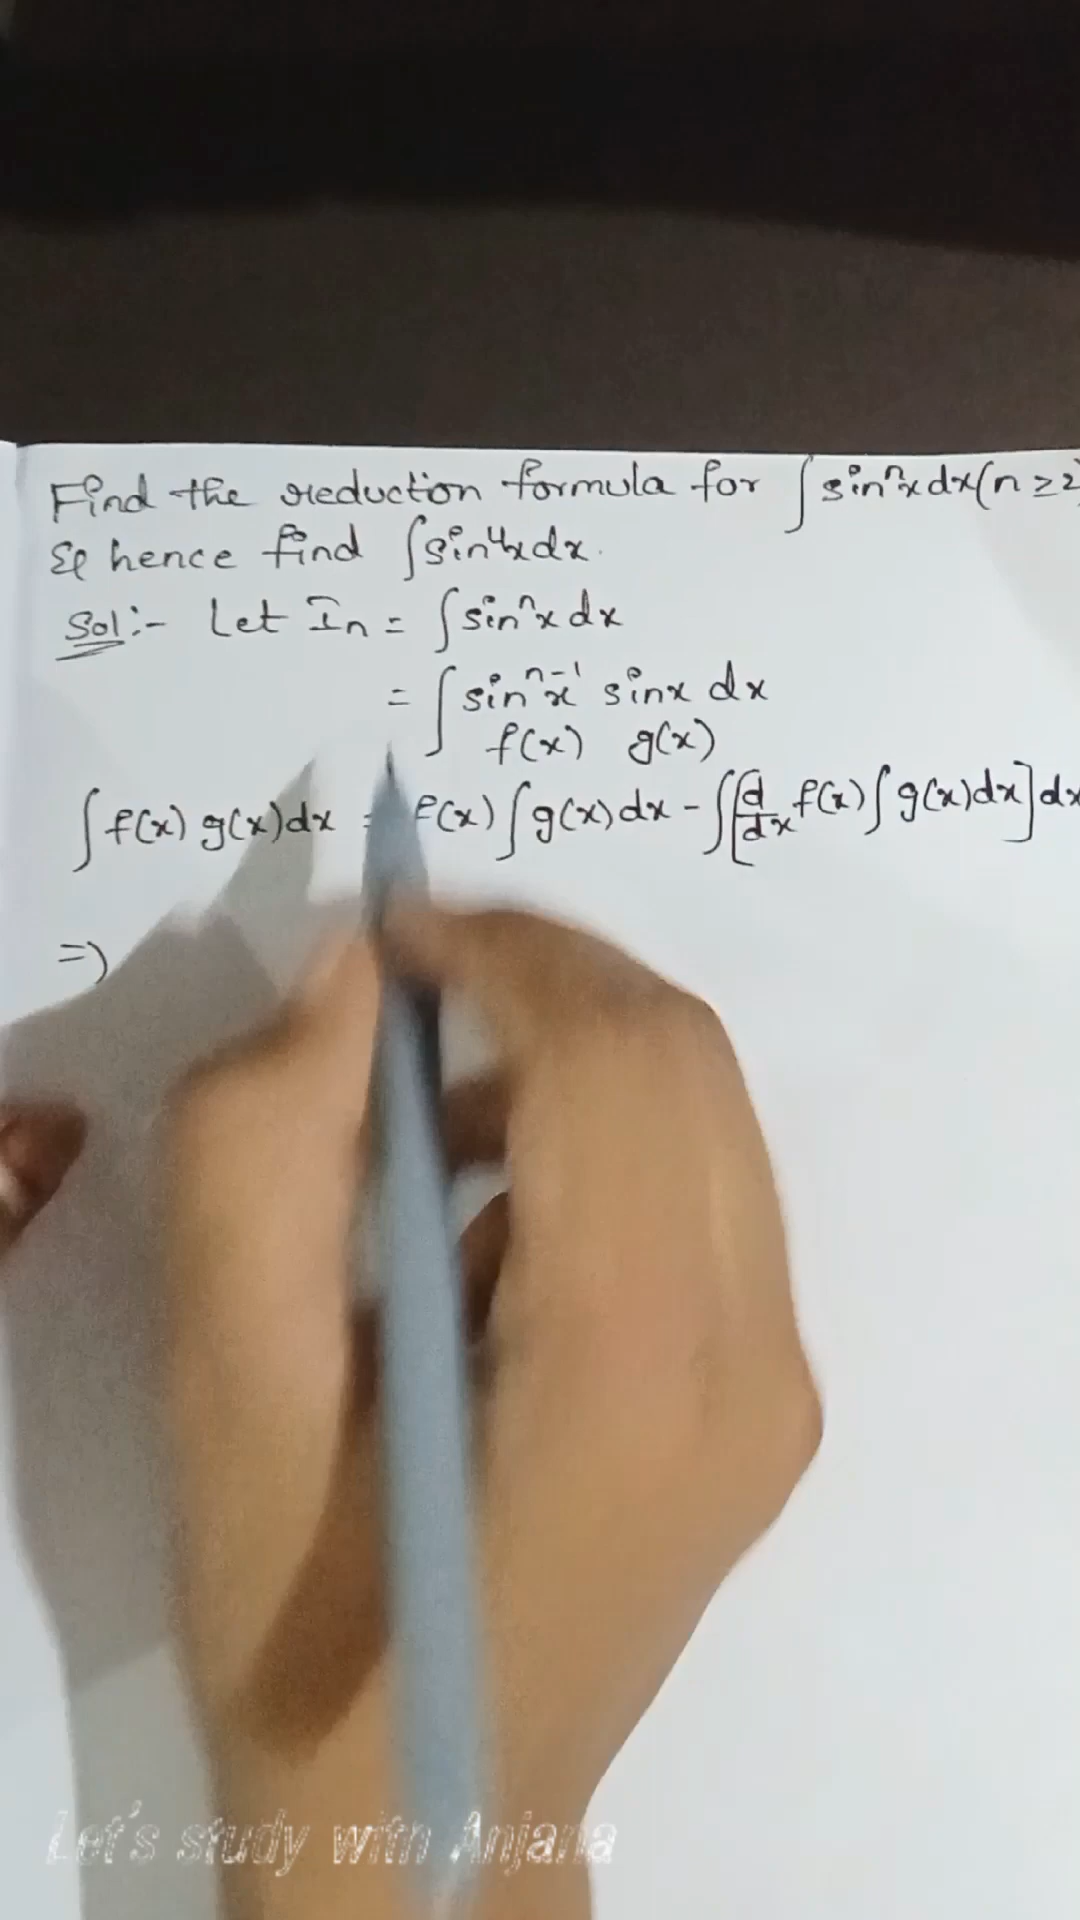 Find the reduction formula for ∫sinⁿx dx (n ≥ 2)
& hence find ∫sin⁴x dx.
Sol:- Let Iₙ = ∫sinⁿx dx
= ∫sinⁿ⁻¹x sinx dx
f(x) g(x)
∫f(x) g(x)dx = f(x)∫g(x)dx - ∫[d/dx f(x)∫g(x)dx]dx
=>
Let's study with Anjana